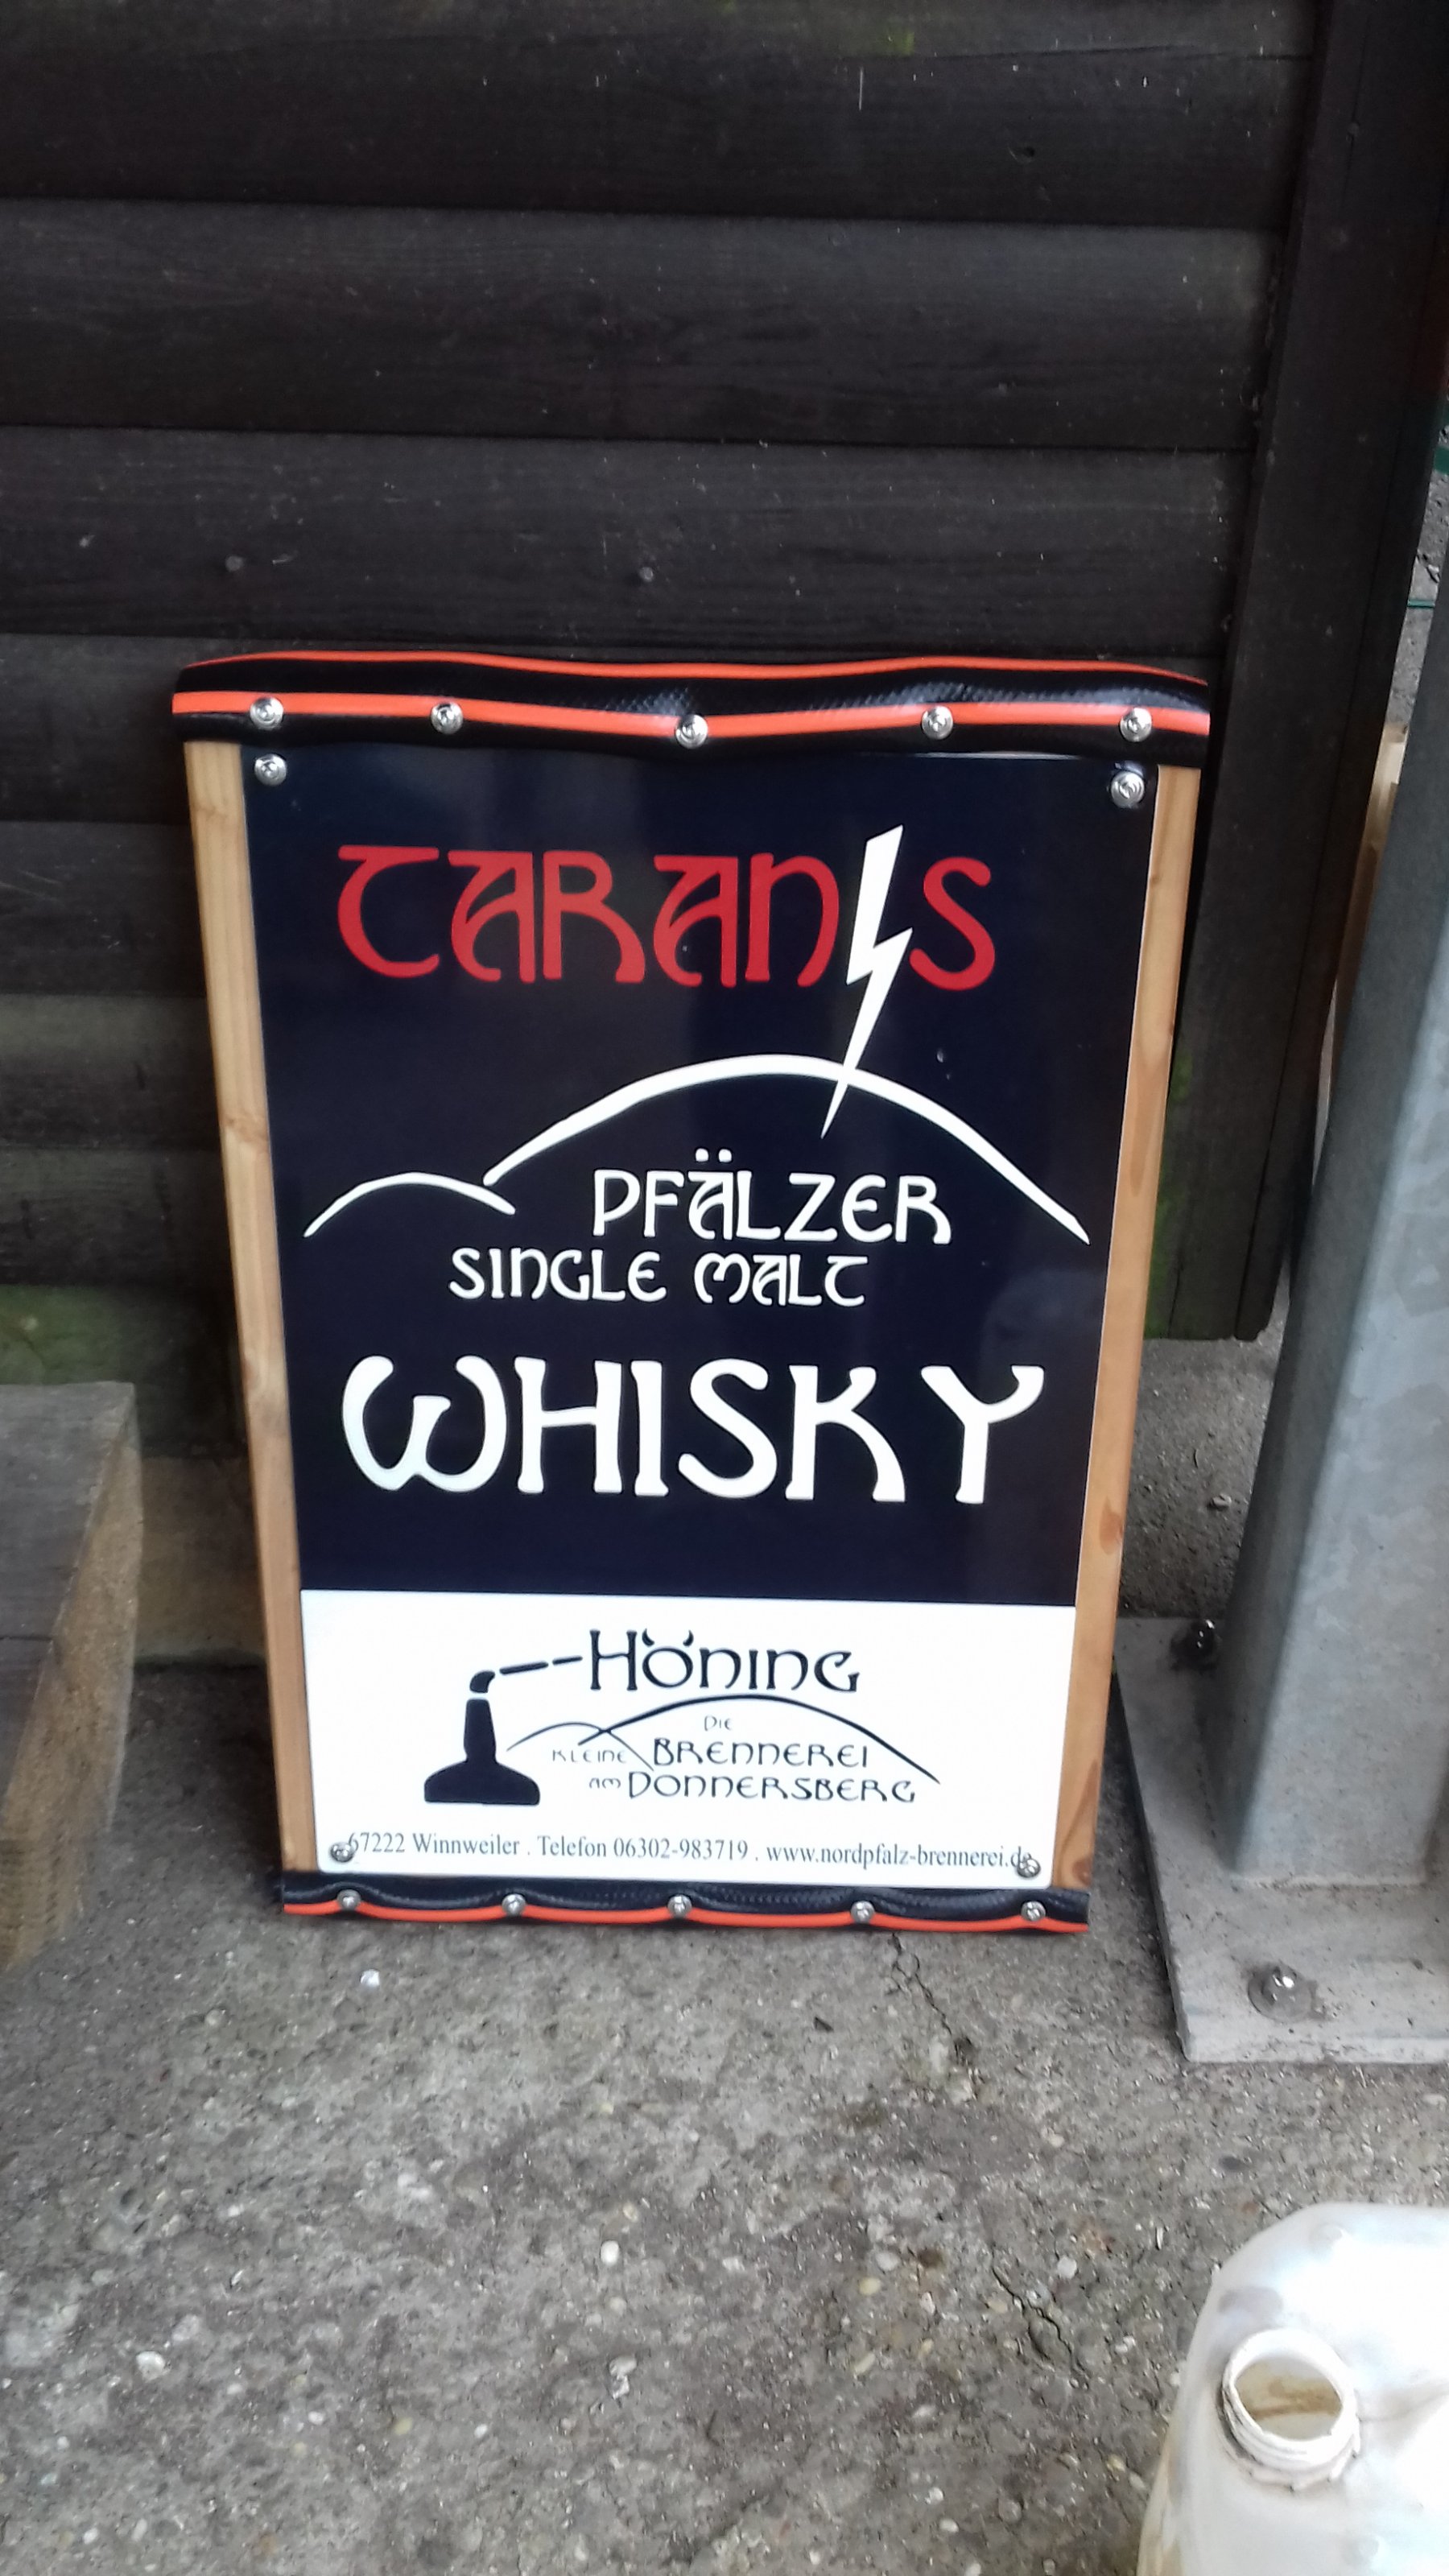 TARANIS
PFÄLZER
SINGLE MALT
WHISKY
HÖNING
DIE
KLEINE BRENNEREI
AM DONNERSBERG
67222 Winnweiler . Telefon 06302-983719 . www.nordpfalz-brennerei.de